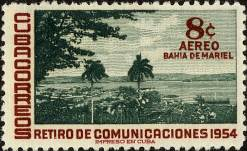 CUBA CORREOS
8¢
AEREO
BAHIA DE MARIEL
RETIRO DE COMUNICACIONES 1954
IMPRESO EN CUBA